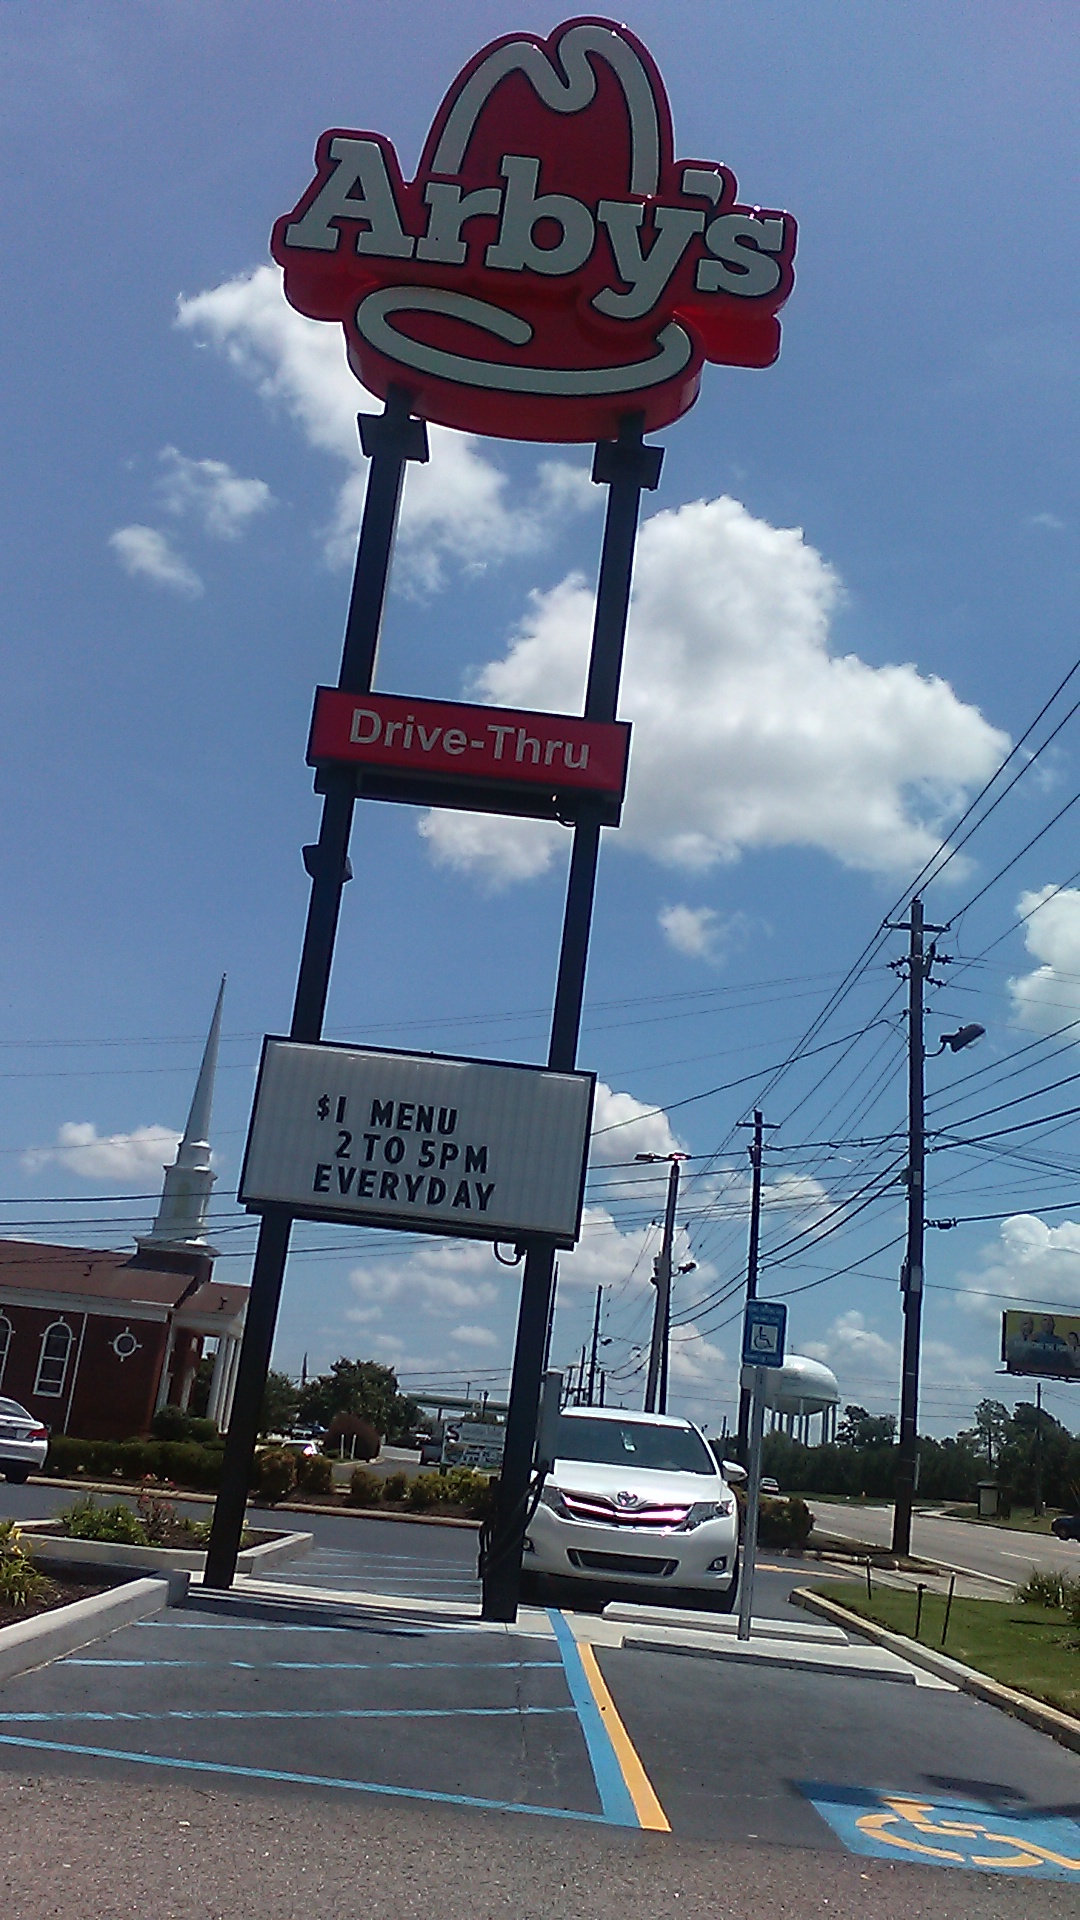 Arby's
Drive-Thru
$1 MENU
2 TO 5PM
EVERYDAY